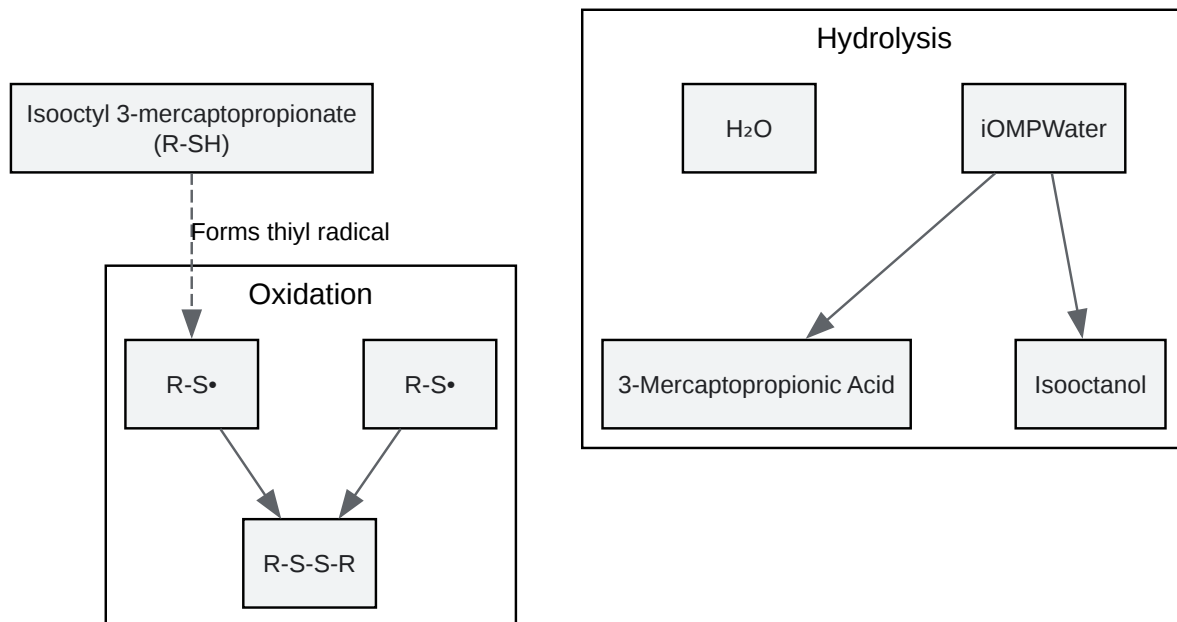 Isooctyl 3-mercaptopropionate
(R-SH)
Forms thiyl radical
Oxidation
R-S•
R-S•
R-S-S-R
Hydrolysis
H₂O
iOMPWater
3-Mercaptopropionic Acid
Isooctanol